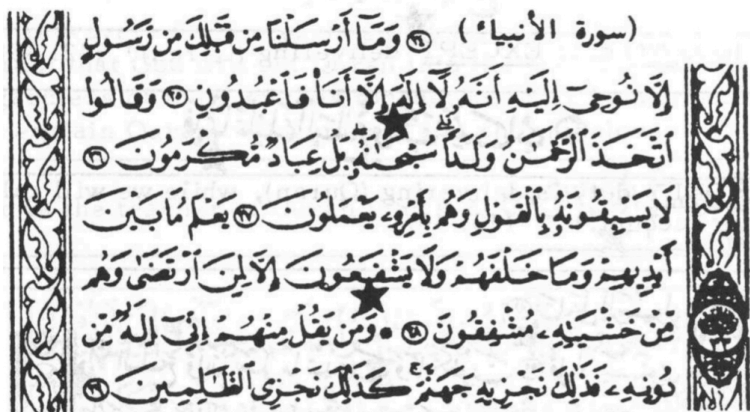 (سورة الأنبياء) ٢٤ وَمَآ أَرْسَلْنَا مِن قَبْلِكَ مِن رَّسُولٍ
إِلَّا نُوحِىٓ إِلَيْهِ أَنَّهُۥ لَآ إِلَٰهَ إِلَّآ أَنَا۠ فَٱعْبُدُونِ ٢٥ وَقَالُوا۟
ٱتَّخَذَ ٱلرَّحْمَٰنُ وَلَدًا ۗ سُبْحَٰنَهُۥ ۚ بَلْ عِبَادٌ مُّكْرَمُونَ ٢٦
لَا يَسْبِقُونَهُۥ بِٱلْقَوْلِ وَهُم بِأَمْرِهِۦ يَعْمَلُونَ ٢٧ يَعْلَمُ مَا بَيْنَ
أَيْدِيهِمْ وَمَا خَلْفَهُمْ وَلَا يَشْفَعُونَ إِلَّا لِمَنِ ٱرْتَضَىٰ وَهُم
مِّنْ خَشْيَتِهِۦ مُشْفِقُونَ ٢٨ * وَمَن يَقُلْ مِنْهُمْ إِنِّىٓ إِلَٰهٌ مِّن
دُونِهِۦ فَذَٰلِكَ نَجْزِيهِ جَهَنَّمَ ۚ كَذَٰلِكَ نَجْزِى ٱلظَّٰلِمِينَ ٢٩